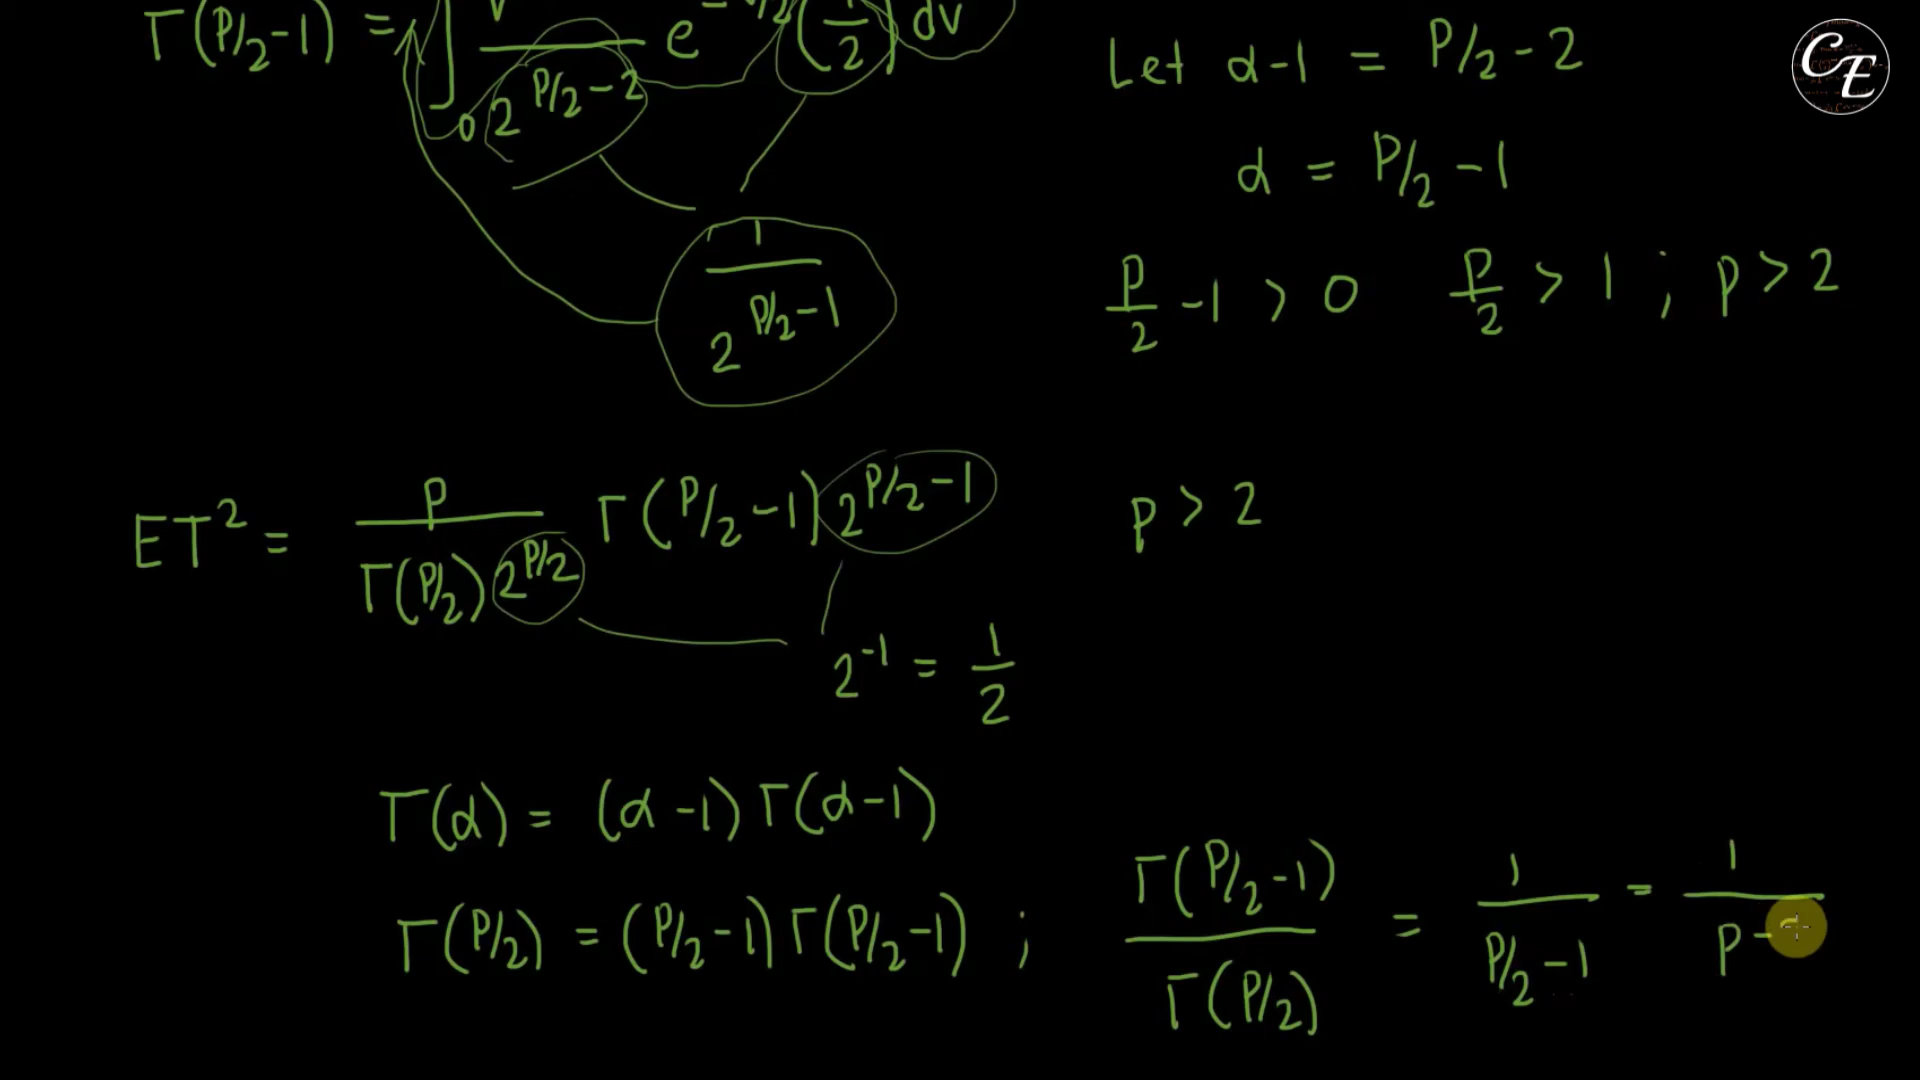 Γ(P/2-1) = ∫ 0 / 2^(P/2-2) e (1/2) dv
Let α-1 = P/2-2
α = P/2-1
1 / 2^(P/2-1)
P/2 -1 > 0   P/2 > 1 ; p > 2
ET² = P / Γ(P/2) 2^(P/2) Γ(P/2-1) 2^(P/2-1)   p > 2
2^-1 = 1/2
Γ(α) = (α-1) Γ(α-1)
Γ(P/2) = (P/2-1) Γ(P/2-1) ; Γ(P/2-1) / Γ(P/2) = 1 / P/2-1 = 1 / P-
CE